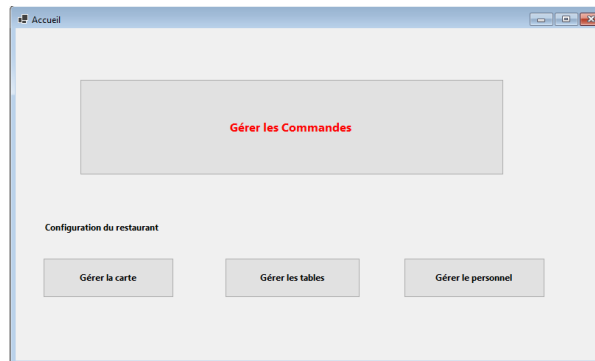 Accueil
Gérer les Commandes
Configuration du restaurant
Gérer la carte
Gérer les tables
Gérer le personnel